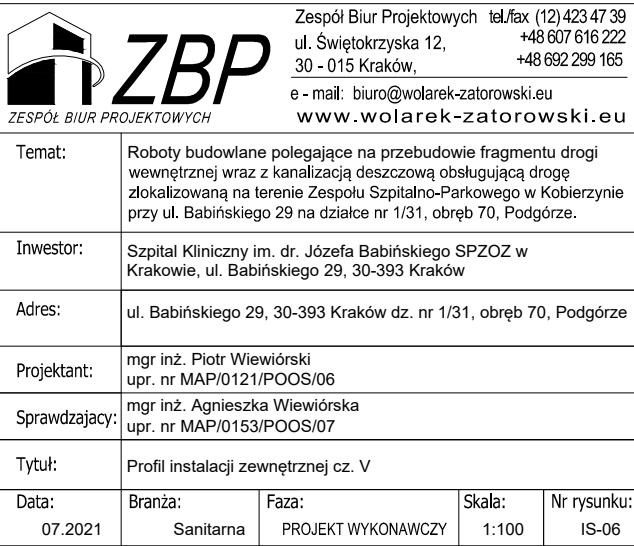 ZBP
ZESPÓŁ BIUR PROJEKTOWYCH
Zespół Biur Projektowych tel./fax (12) 423 47 39
ul. Świętokrzyska 12, +48 607 616 222
30 - 015 Kraków, +48 692 299 165
e - mail: biuro@wolarek-zatorowski.eu
www.wolarek-zatorowski.eu
Temat: Roboty budowlane polegające na przebudowie fragmentu drogi
wewnętrznej wraz z kanalizacją deszczową obsługującą drogę
zlokalizowaną na terenie Zespołu Szpitalno-Parkowego w Kobierzynie
przy ul. Babińskiego 29 na działce nr 1/31, obręb 70, Podgórze.
Inwestor: Szpital Kliniczny im. dr. Józefa Babińskiego SPZOZ w
Krakowie, ul. Babińskiego 29, 30-393 Kraków
Adres: ul. Babińskiego 29, 30-393 Kraków dz. nr 1/31, obręb 70, Podgórze
Projektant: mgr inż. Piotr Wiewiórski
upr. nr MAP/0121/POOS/06
Sprawdzajacy: mgr inż. Agnieszka Wiewiórska
upr. nr MAP/0153/POOS/07
Tytuł: Profil instalacji zewnętrznej cz. V
Data: Branża: Faza: Skala: Nr rysunku:
07.2021 Sanitarna PROJEKT WYKONAWCZY 1:100 IS-06